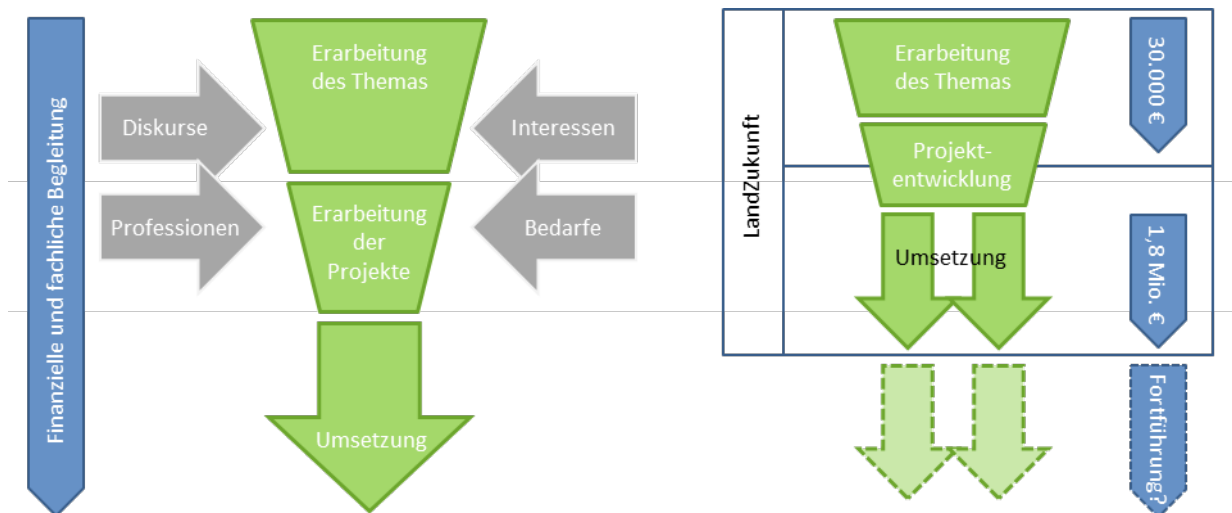 Finanzielle und fachliche Begleitung
Erarbeitung
des Themas
Diskurse
Interessen
Professionen
Bedarfe
Erarbeitung
der
Projekte
Umsetzung
LandZukunft
Erarbeitung
des Themas
30.000 €
Projekt-
entwicklung
Umsetzung
1,8 Mio. €
Fortführung?